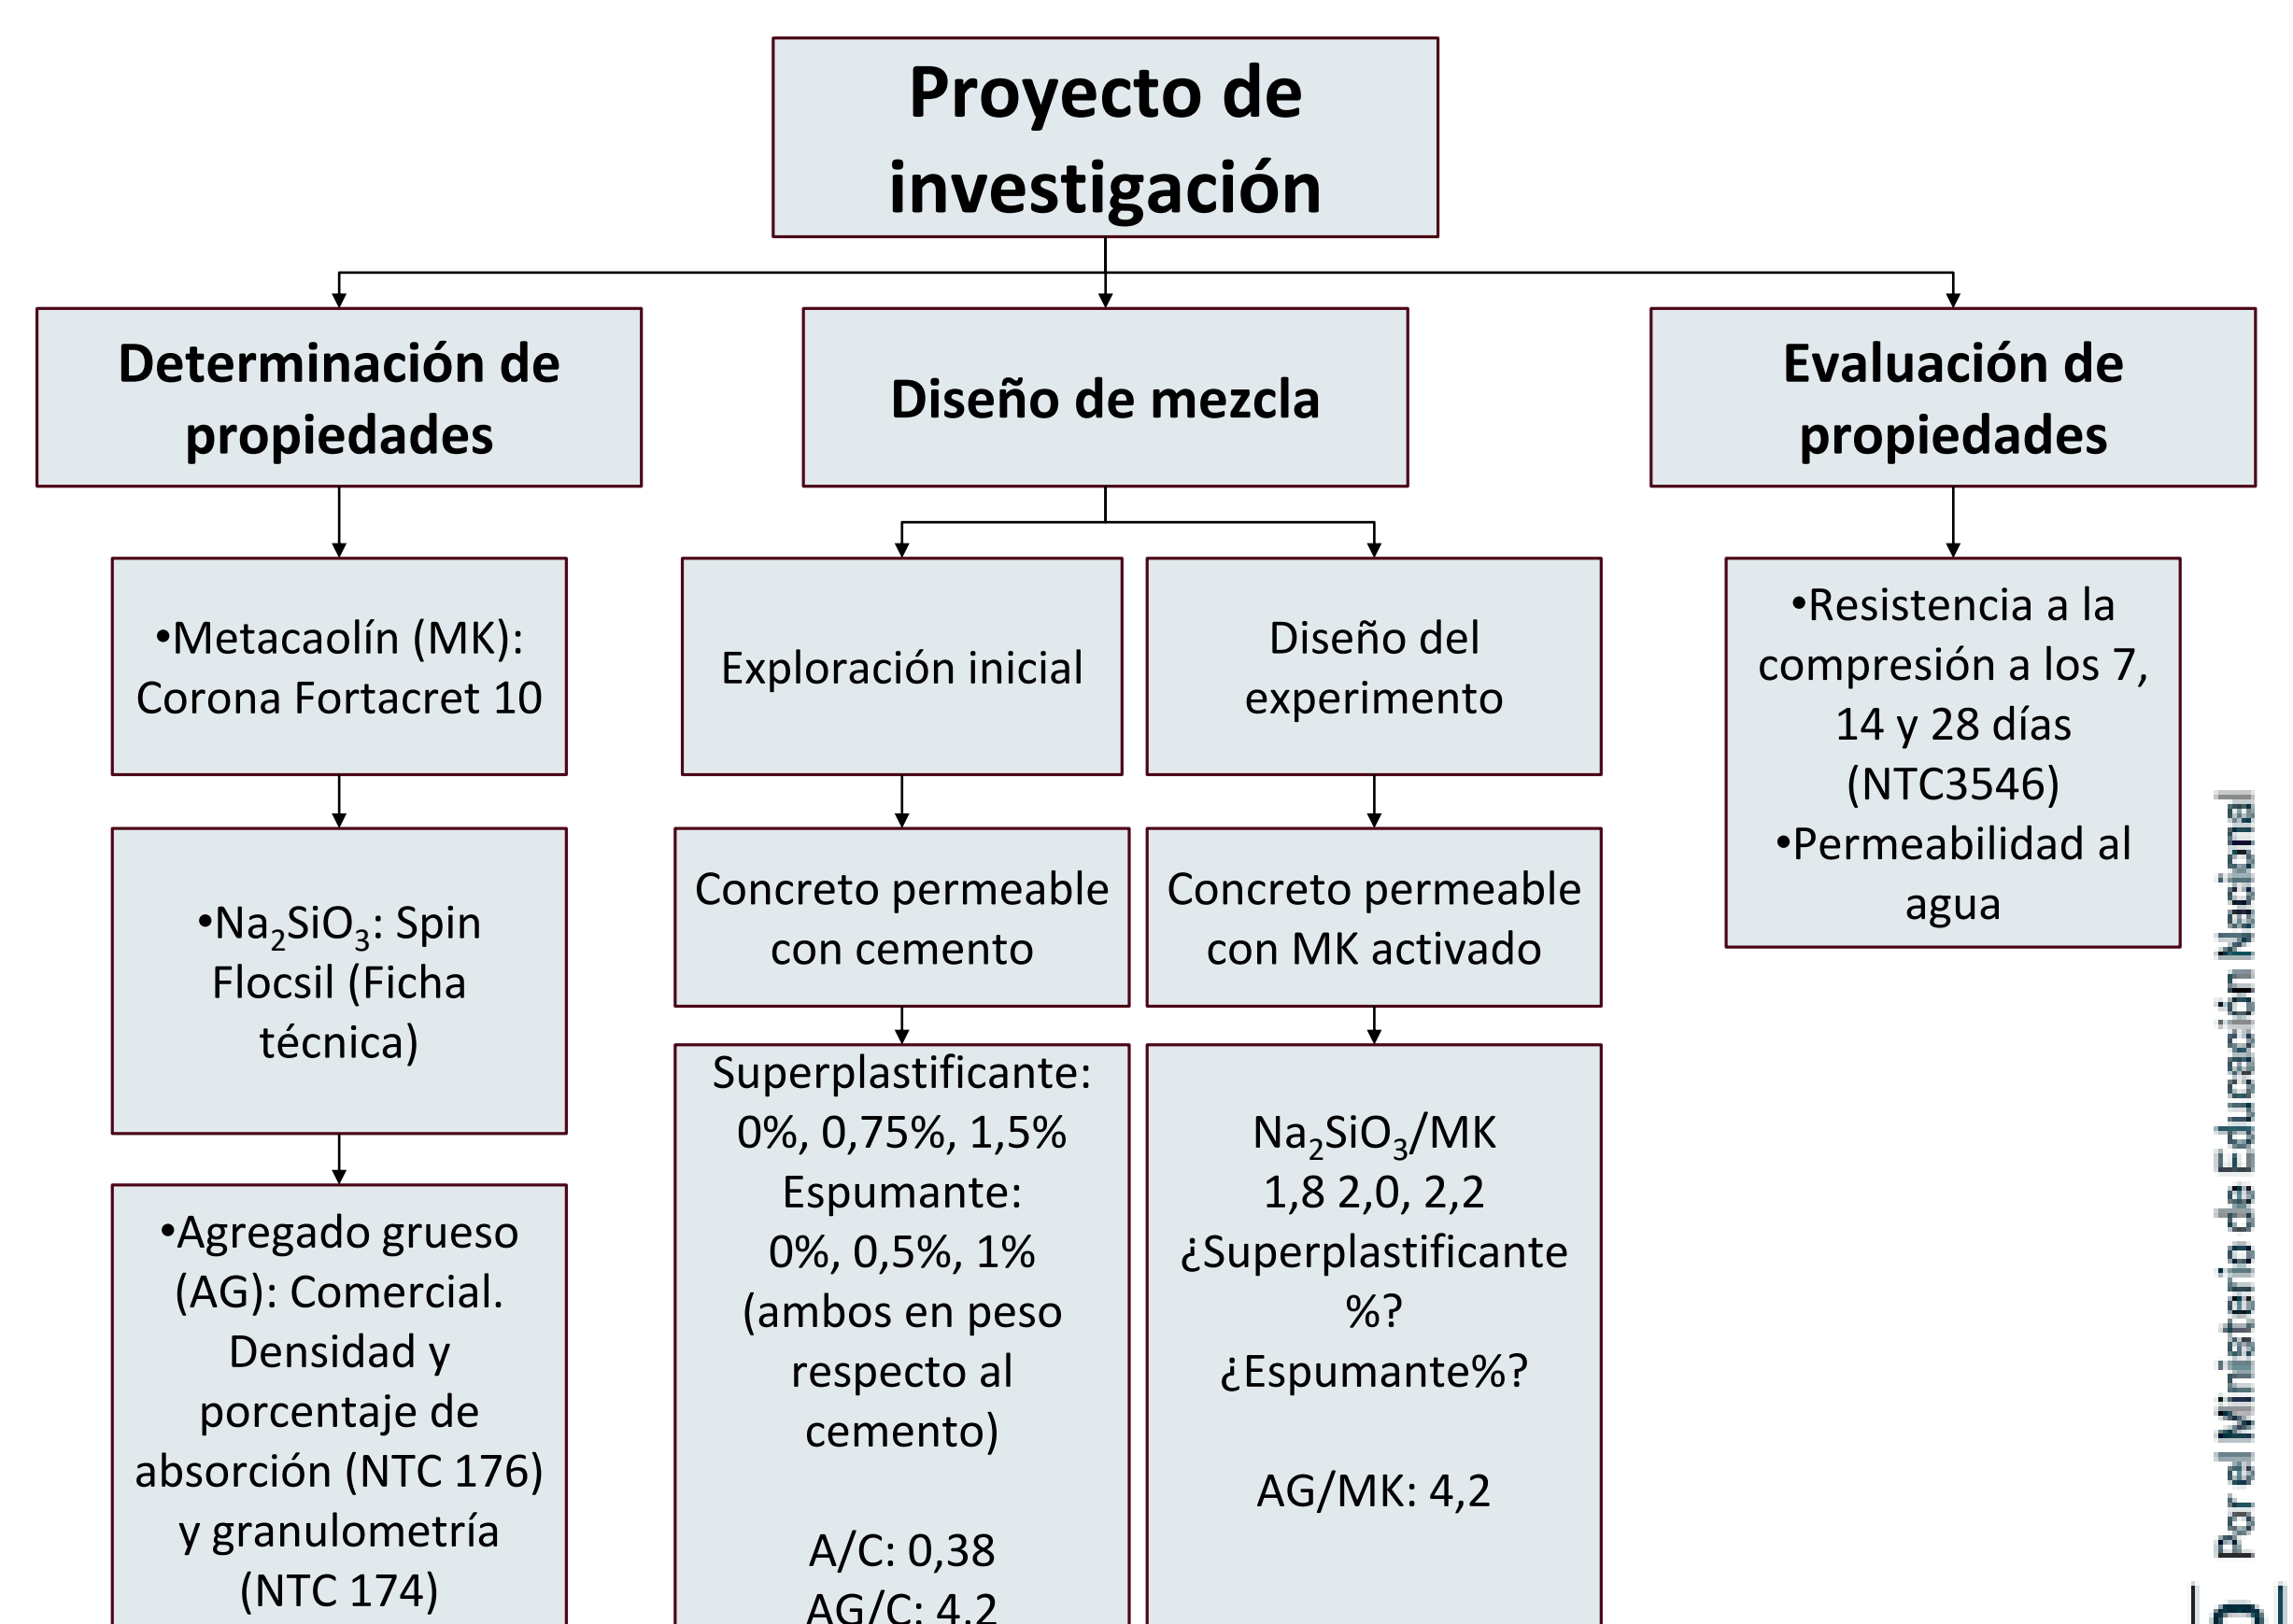 Proyecto de
investigación
Determinación de
propiedades
Diseño de mezcla
Evaluación de
propiedades
•Metacaolín (MK):
Corona Fortacret 10
Exploración inicial
Diseño del
experimento
•Resistencia a la
compresión a los 7,
14 y 28 días
(NTC3546)
•Permeabilidad al
agua
•Na₂SiO₃: Spin
Flocsil (Ficha
técnica)
Concreto permeable
con cemento
Concreto permeable
con MK activado
•Agregado grueso
(AG): Comercial.
Densidad y
porcentaje de
absorción (NTC 176)
y granulometría
(NTC 174)
Superplastificante:
0%, 0,75%, 1,5%
Espumante:
0%, 0,5%, 1%
(ambos en peso
respecto al
cemento)
A/C: 0,38
AG/C: 4,2
Na₂SiO₃/MK
1,8 2,0, 2,2
¿Superplastificante
%?
¿Espumante%?
AG/MK: 4,2
Por el Ministerio de Educación Nacional